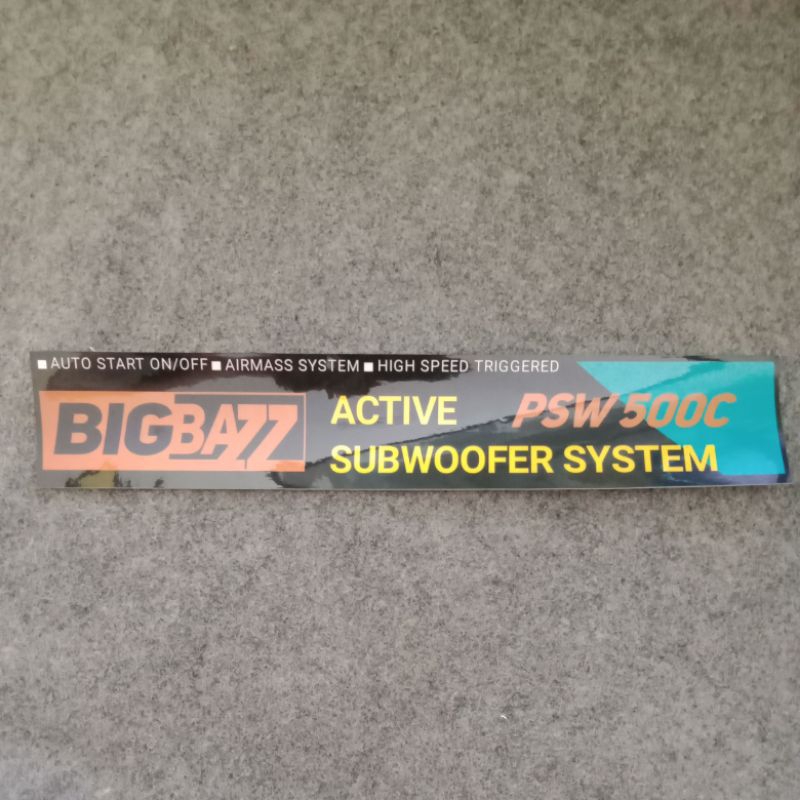 ■ AUTO START ON/OFF ■ AIRMASS SYSTEM ■ HIGH SPEED TRIGGERED
BIGBAZZ
ACTIVE PSW 500C
SUBWOOFER SYSTEM